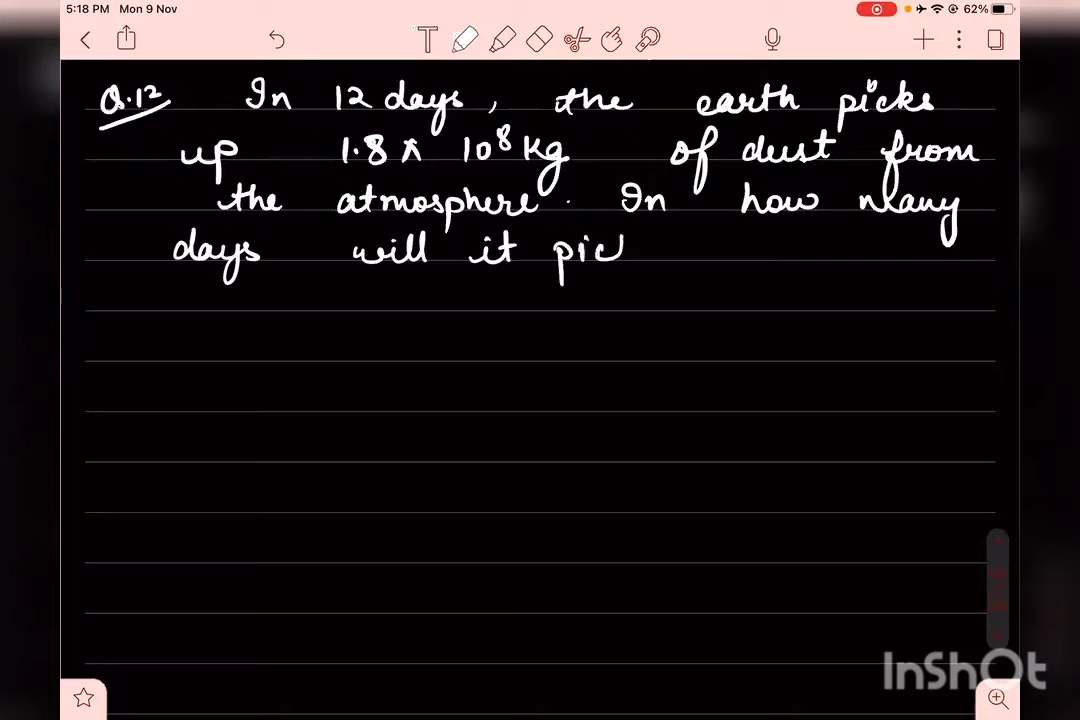 5:18 PM Mon 9 Nov
62%
T
Q.12 In 12 days, the earth picks
up 1.8 × 10⁸ kg of dust from
the atmosphere. In how many
days will it pic
InShOt